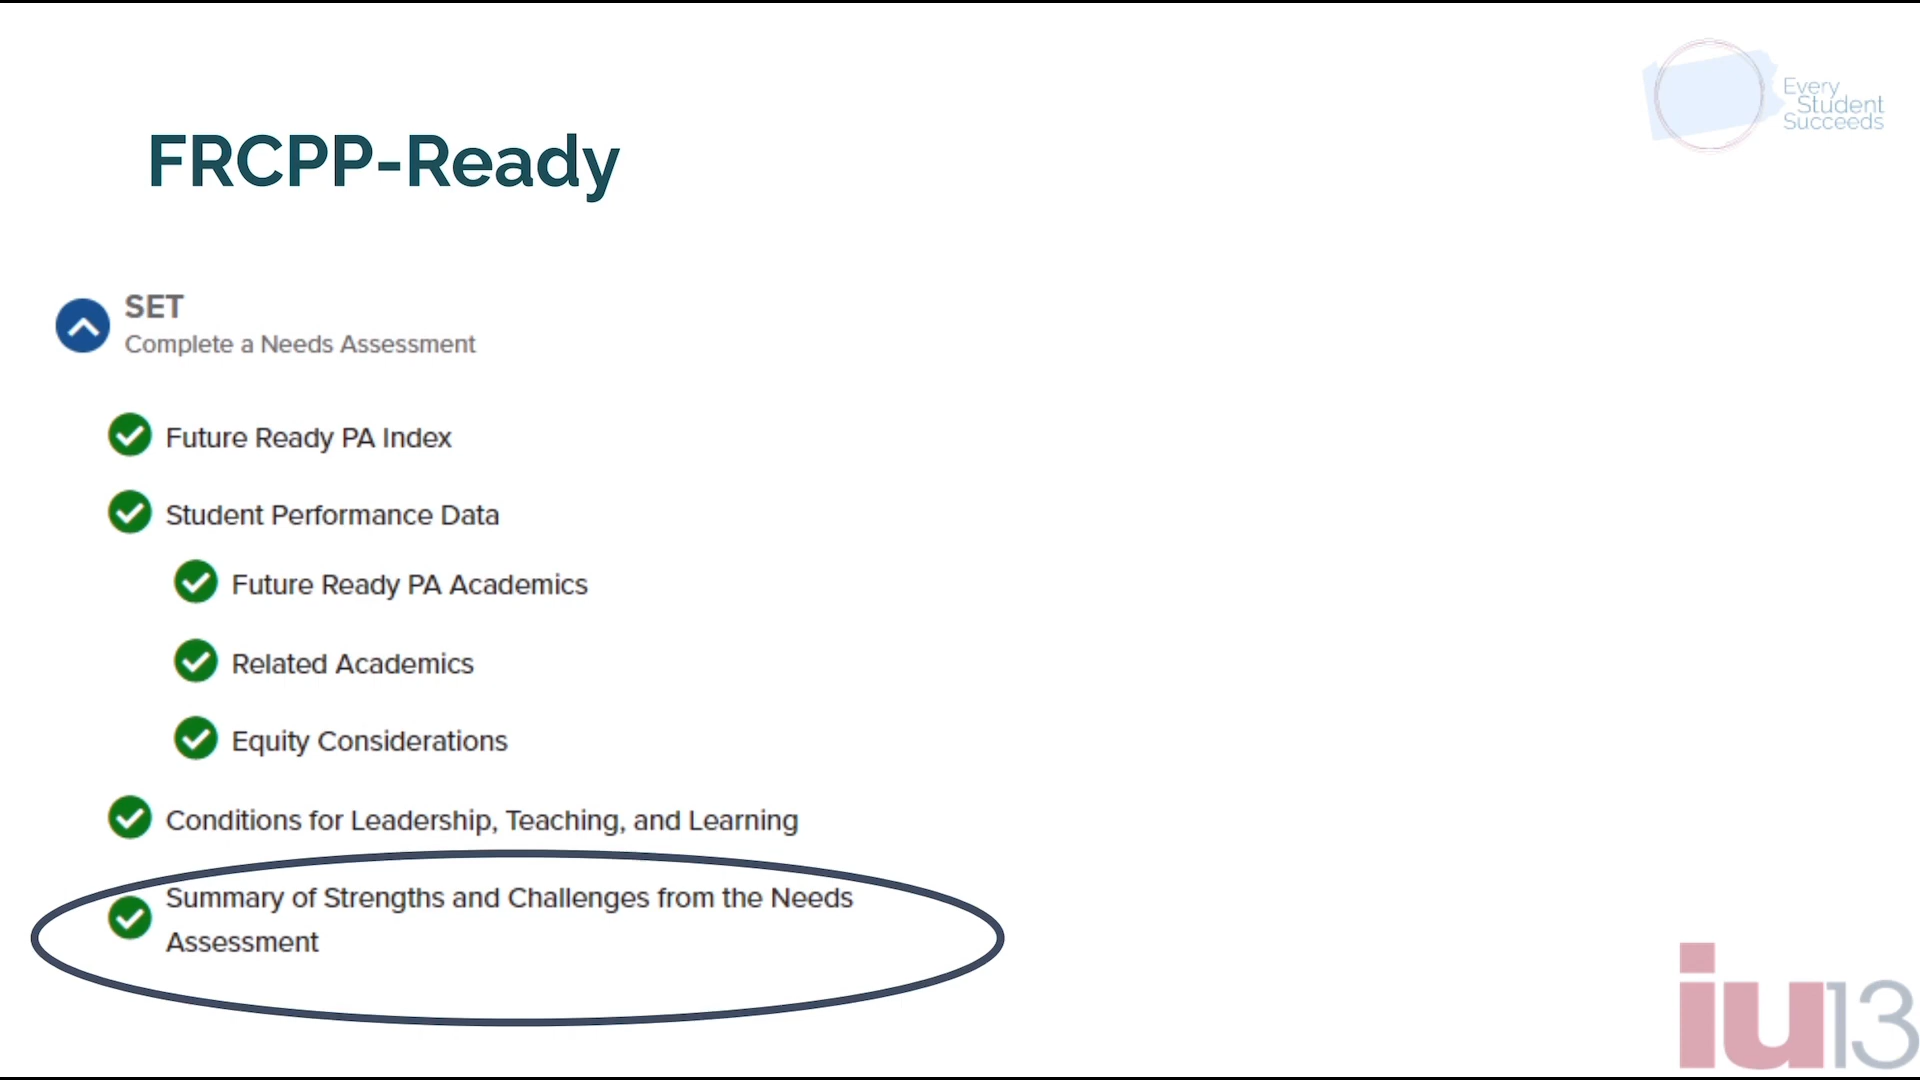 Every
Student
Succeeds
FRCPP-Ready
SET
Complete a Needs Assessment
Future Ready PA Index
Student Performance Data
Future Ready PA Academics
Related Academics
Equity Considerations
Conditions for Leadership, Teaching, and Learning
Summary of Strengths and Challenges from the Needs
Assessment
iu13